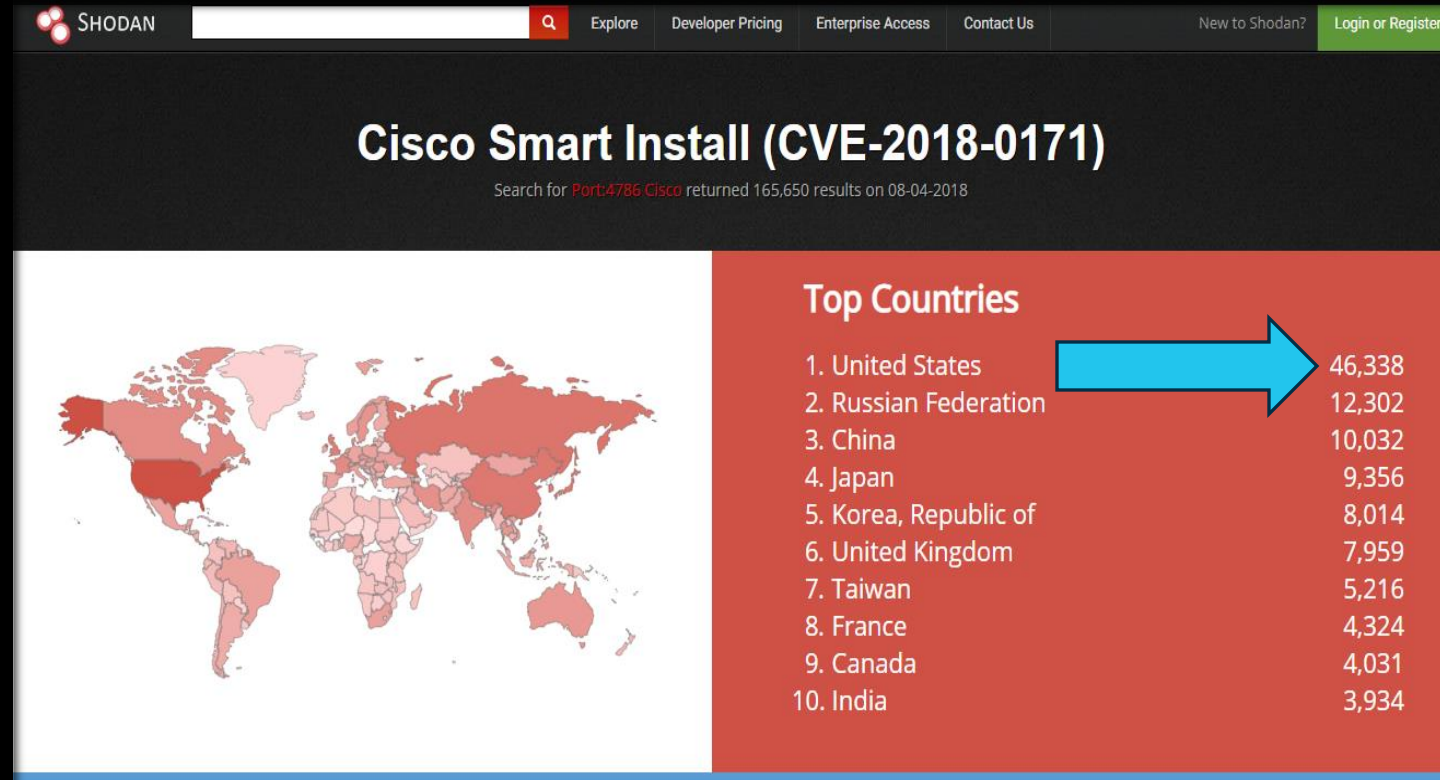 SHODAN Explore Developer Pricing Enterprise Access Contact Us New to Shodan? Login or Register
Cisco Smart Install (CVE-2018-0171)
Search for Port:4786 Cisco returned 165,650 results on 08-04-2018
Top Countries
1. United States 46,338
2. Russian Federation 12,302
3. China 10,032
4. Japan 9,356
5. Korea, Republic of 8,014
6. United Kingdom 7,959
7. Taiwan 5,216
8. France 4,324
9. Canada 4,031
10. India 3,934